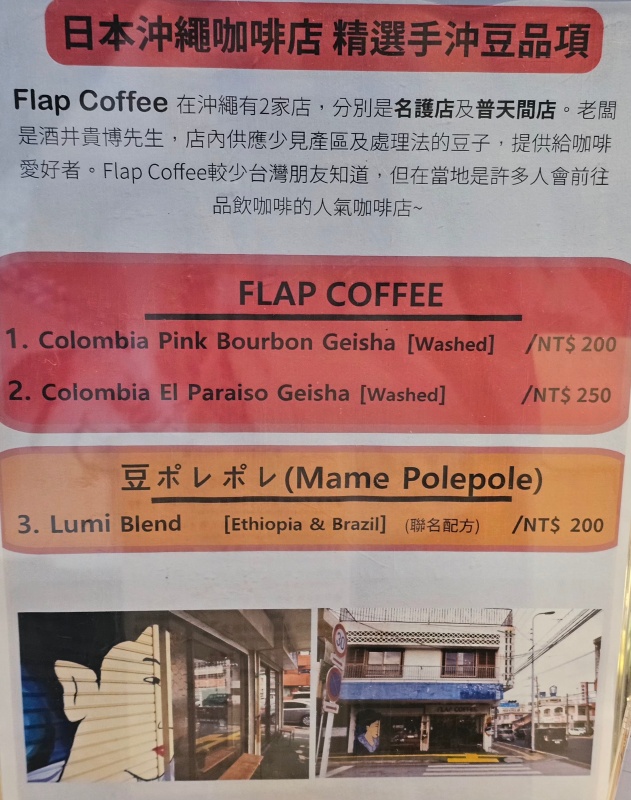 日本沖繩咖啡店 精選手沖豆品項
Flap Coffee 在沖繩有2家店，分別是名護店及普天間店。老闆
是酒井貴博先生，店內供應少見產區及處理法的豆子，提供給咖啡
愛好者。Flap Coffee較少台灣朋友知道，但在當地是許多人會前往
品飲咖啡的人氣咖啡店~
FLAP COFFEE
1. Colombia Pink Bourbon Geisha [Washed] /NT$ 200
2. Colombia El Paraiso Geisha [Washed] /NT$ 250
豆ポレポレ(Mame Polepole)
3. Lumi Blend [Ethiopia & Brazil] (聯名配方) /NT$ 200
30
FLAP COFFEE